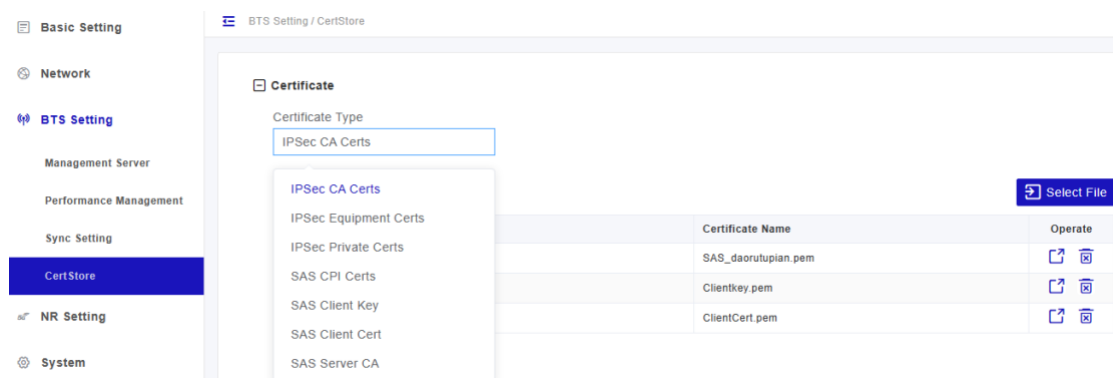 Basic Setting
Network
BTS Setting
Management Server
Performance Management
Sync Setting
CertStore
NR Setting
System
BTS Setting / CertStore
Certificate
Certificate Type
IPSec CA Certs
IPSec CA Certs
IPSec Equipment Certs
IPSec Private Certs
SAS CPI Certs
SAS Client Key
SAS Client Cert
SAS Server CA
Select File
Certificate Name Operate
SAS_daorutupian.pem
Clientkey.pem
ClientCert.pem